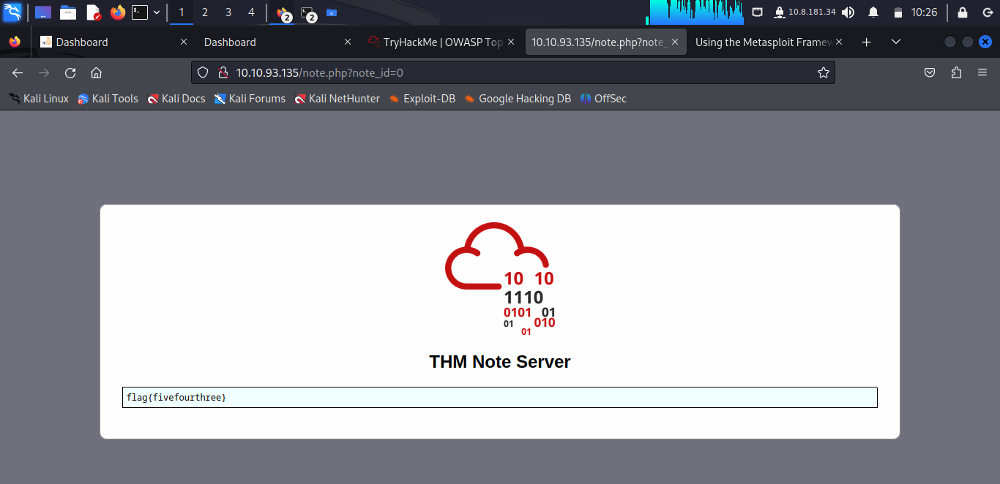 1 2 3 4 2 2 10.8.181.34 10:26
Dashboard Dashboard TryHackMe | OWASP Top 10.10.93.135/note.php?note_ Using the Metasploit Framew
10.10.93.135/note.php?note_id=0
Kali Linux Kali Tools Kali Docs Kali Forums Kali NetHunter Exploit-DB Google Hacking DB OffSec
10 10
1110
0101 01
01 010
01
THM Note Server
flag{fivefourthree}